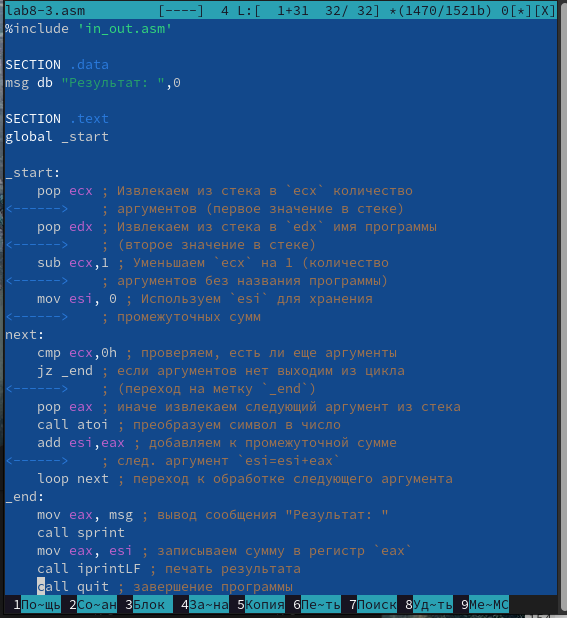 lab8-3.asm [----] 4 L:[ 1+31 32/ 32] *(1470/1521b) 0[*][X]
%include 'in_out.asm'
SECTION .data
msg db "Результат: ",0
SECTION .text
global _start
_start:
pop ecx ; Извлекаем из стека в `ecx` количество
<------> ; аргументов (первое значение в стеке)
pop edx ; Извлекаем из стека в `edx` имя программы
<------> ; (второе значение в стеке)
sub ecx,1 ; Уменьшаем `ecx` на 1 (количество
<------> ; аргументов без названия программы)
mov esi, 0 ; Используем `esi` для хранения
<------> ; промежуточных сумм
next:
cmp ecx,0h ; проверяем, есть ли еще аргументы
jz _end ; если аргументов нет выходим из цикла
<------> ; (переход на метку `_end`)
pop eax ; иначе извлекаем следующий аргумент из стека
call atoi ; преобразуем символ в число
add esi,eax ; добавляем к промежуточной сумме
<------> ; след. аргумент `esi=esi+eax`
loop next ; переход к обработке следующего аргумента
_end:
mov eax, msg ; вывод сообщения "Результат: "
call sprint
mov eax, esi ; записываем сумму в регистр `eax`
call iprintLF ; печать результата
call quit ; завершение программы
1По~щь 2Со~ан 3Блок 4За~на 5Копия 6Пе~ть 7Поиск 8Уд~ть 9Ме~МС